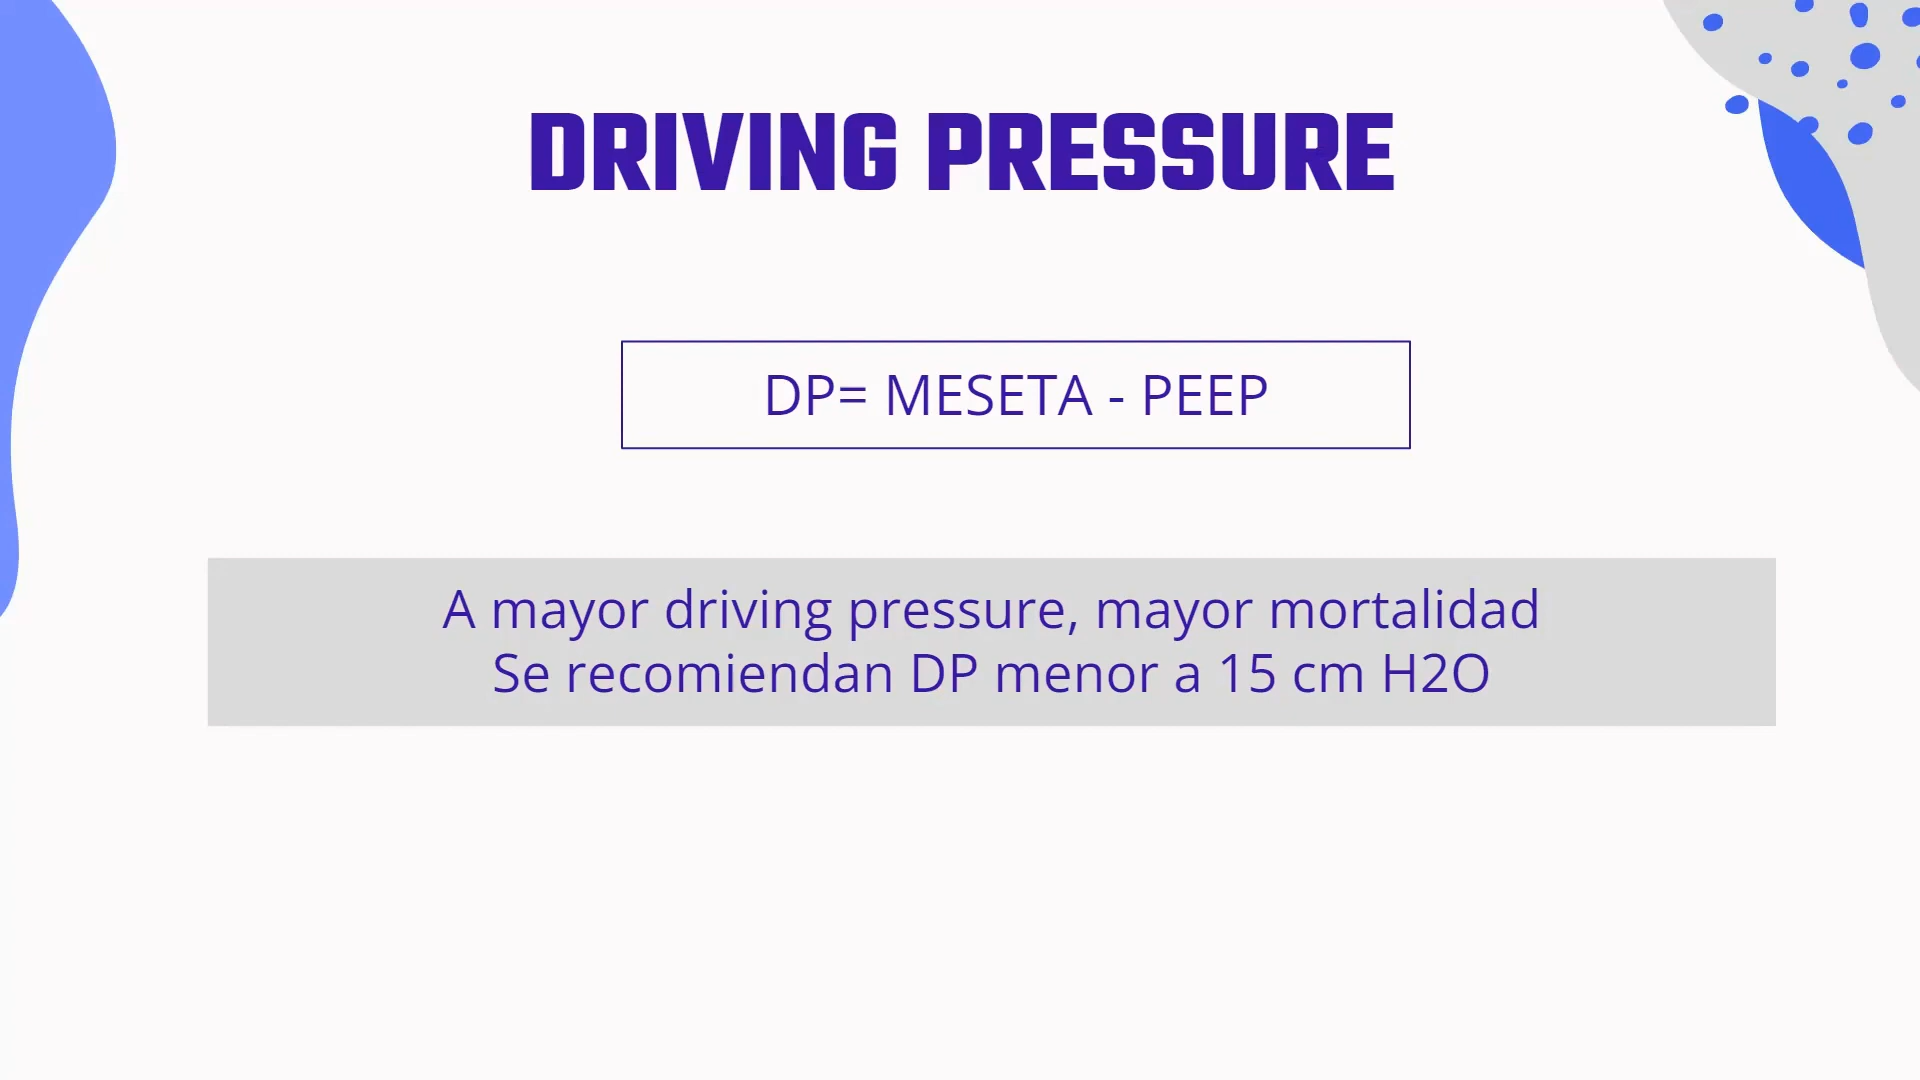 DRIVING PRESSURE
DP= MESETA - PEEP
A mayor driving pressure, mayor mortalidad
Se recomiendan DP menor a 15 cm H2O